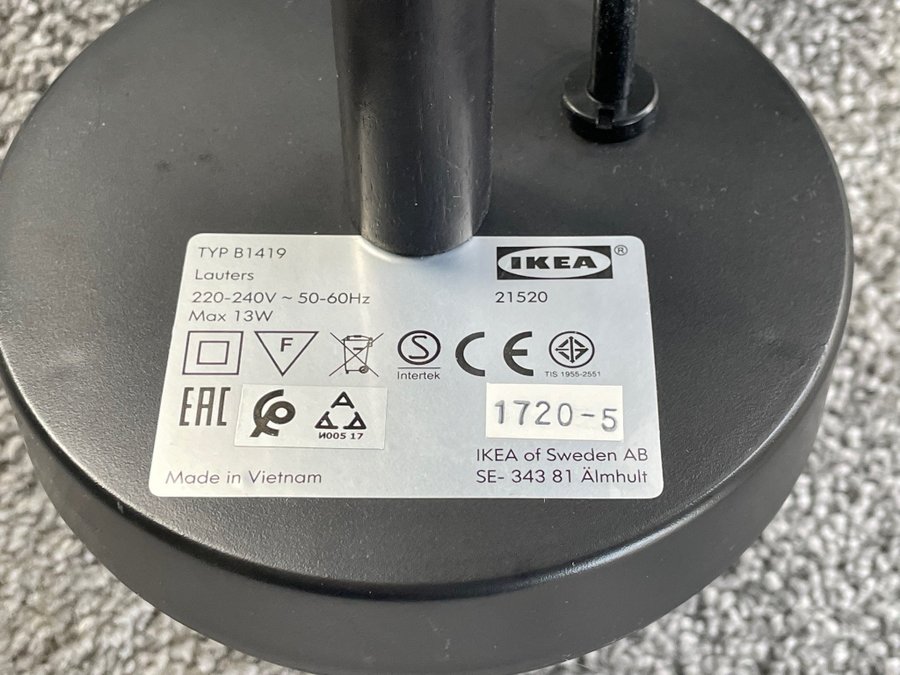 TYP B1419
Lauters
220-240V ~ 50-60Hz
Max 13W
IKEA®
21520
F
S
Intertek
CE
TIS 1955-2551
EAC
И005 17
1720-5
Made in Vietnam
IKEA of Sweden AB
SE- 343 81 Älmhult